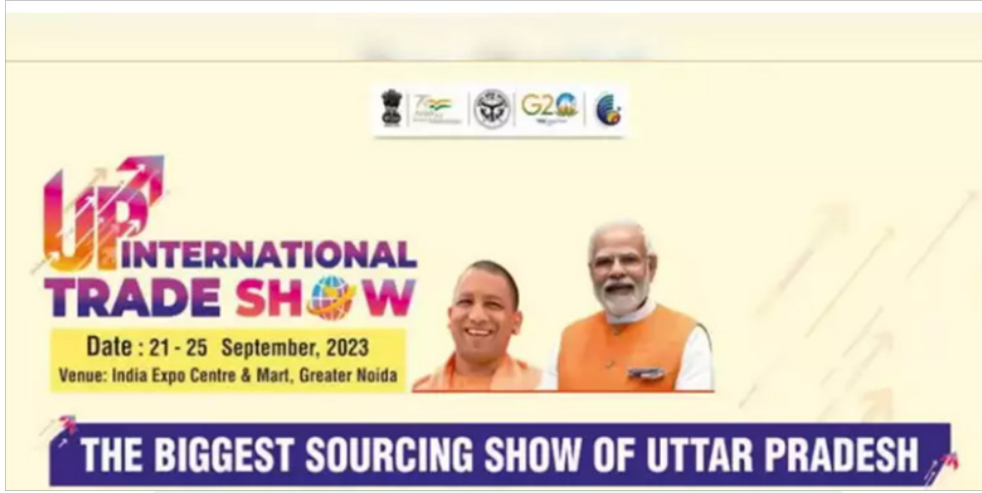 G20
UP INTERNATIONAL
TRADE SHOW
Date : 21 - 25 September, 2023
Venue: India Expo Centre & Mart, Greater Noida
THE BIGGEST SOURCING SHOW OF UTTAR PRADESH